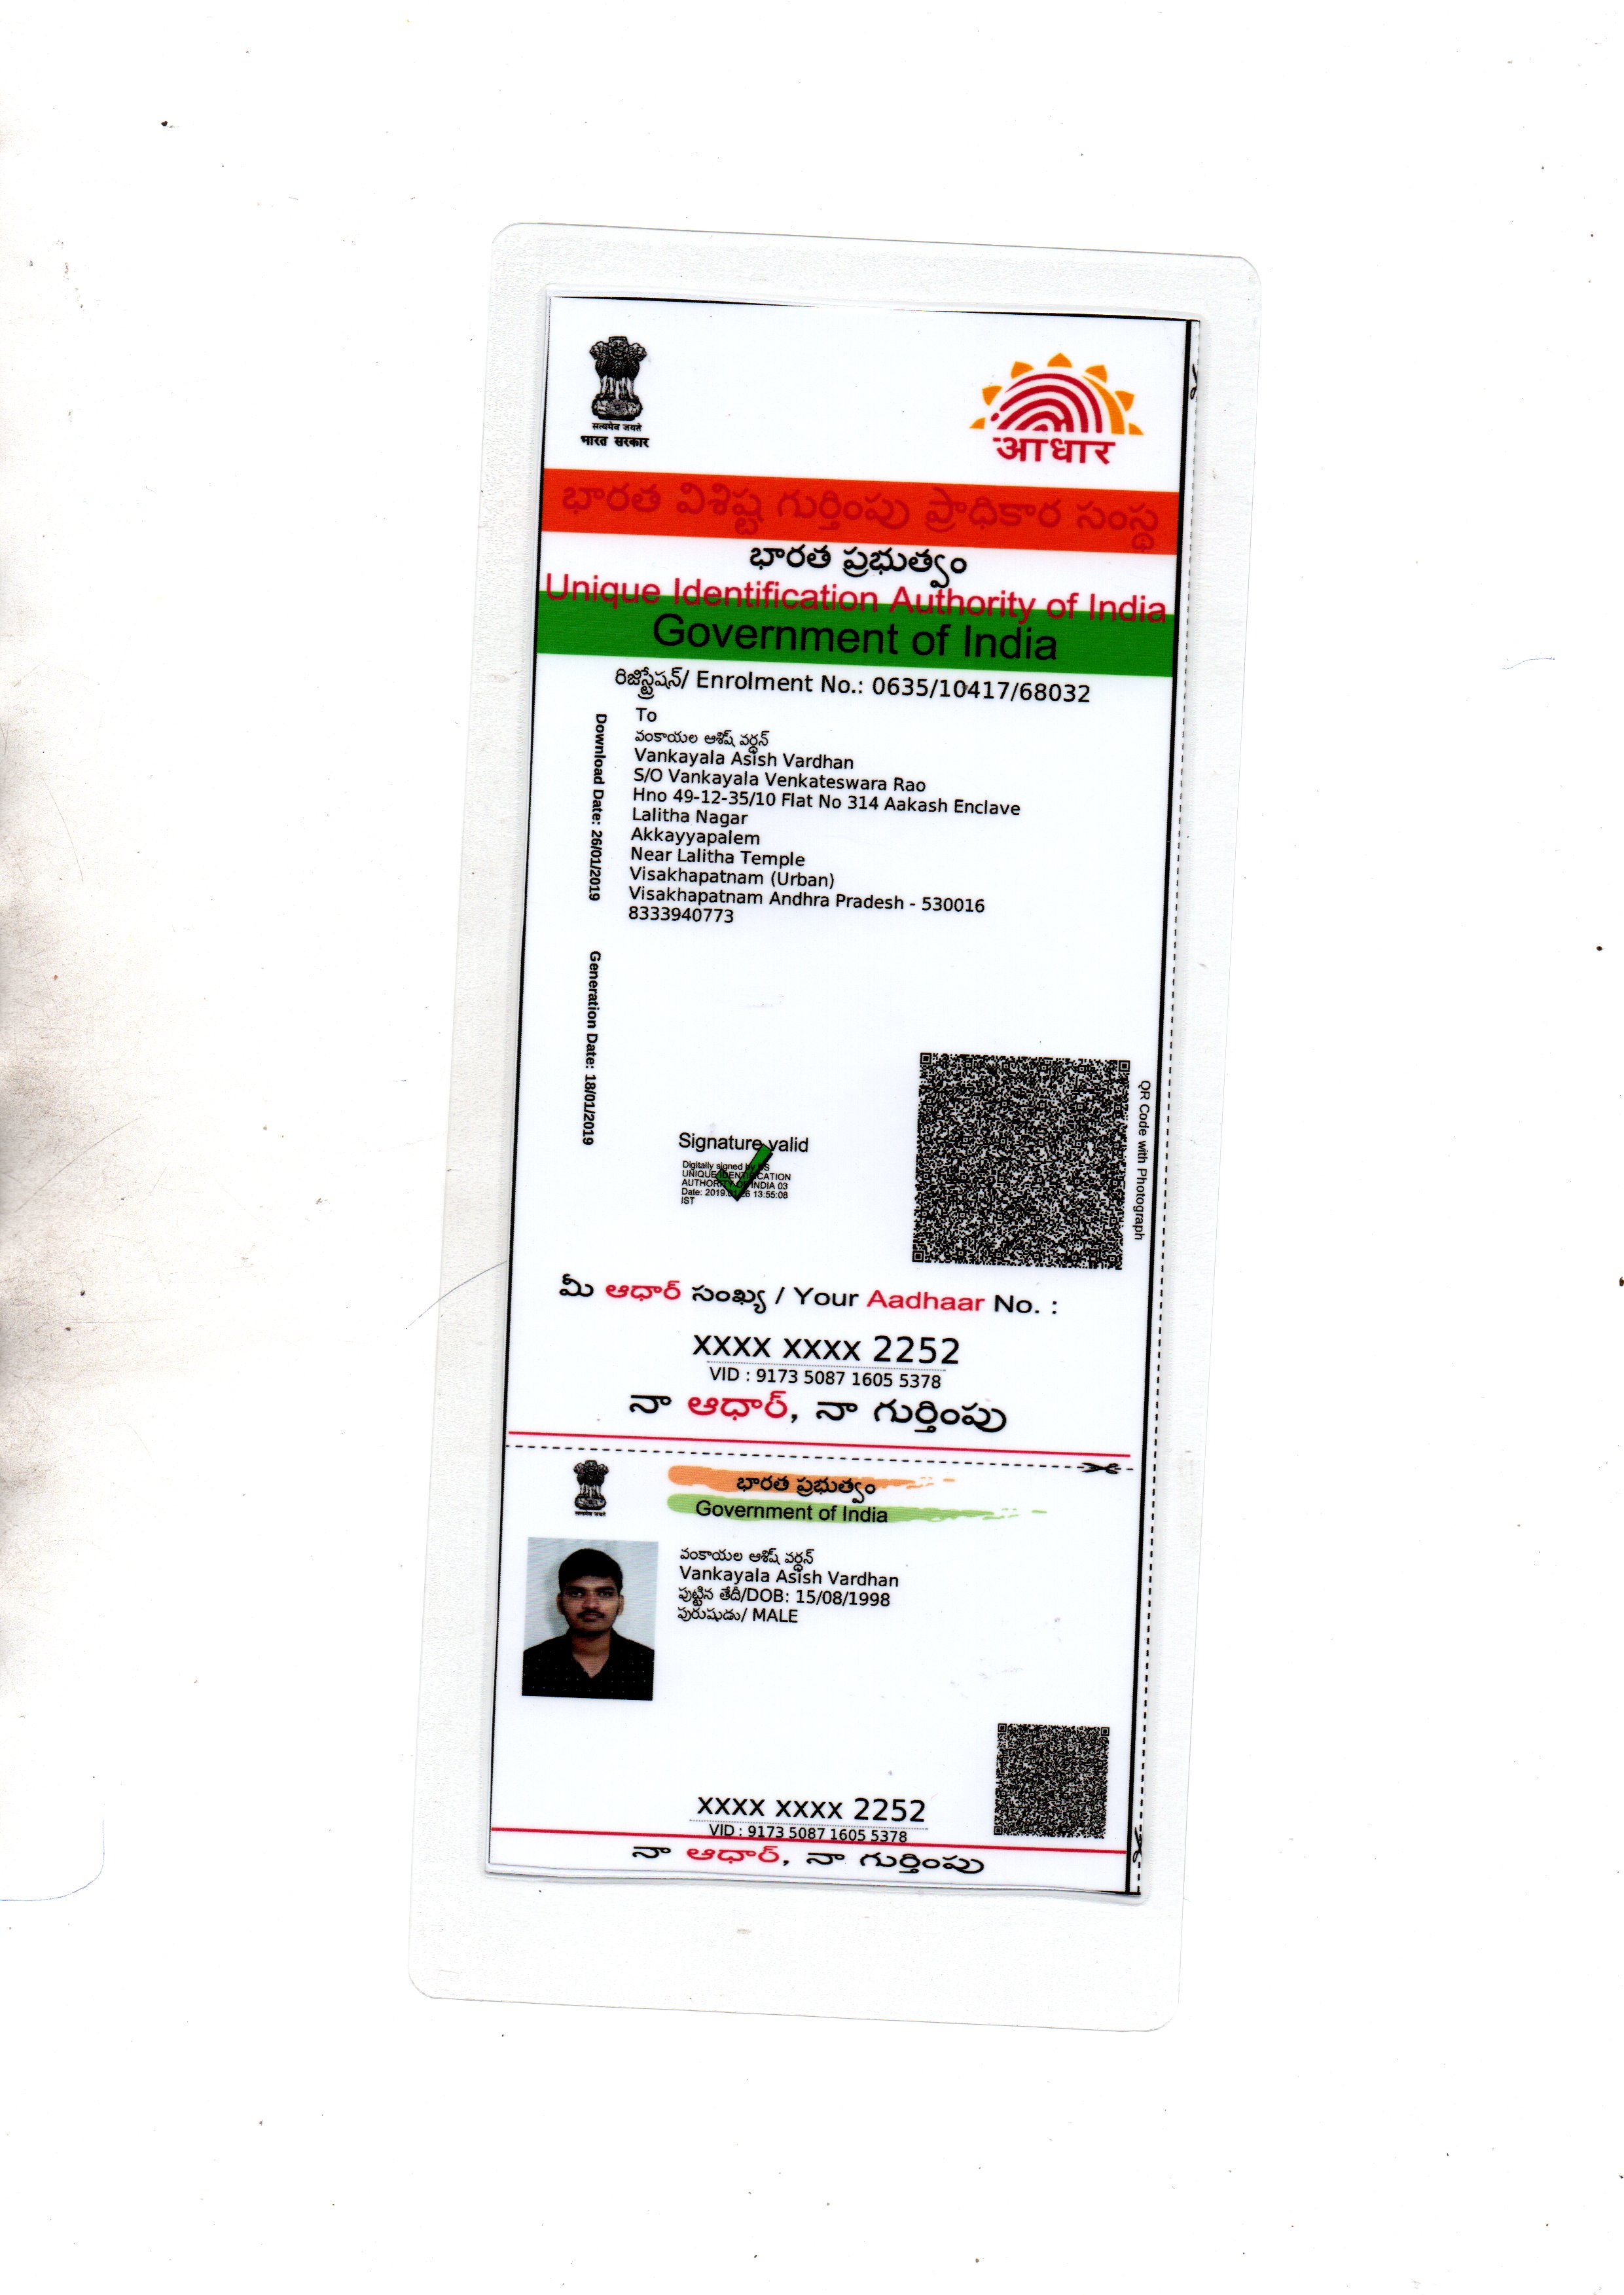 सत्यमेव जयते
भारत सरकार
आधार
భారత విశిష్ట గుర్తింపు ప్రాధికార సంస్థ
భారత ప్రభుత్వం
Unique Identification Authority of India
Government of India
రిజిస్ట్రేషన్/ Enrolment No.: 0635/10417/68032
To
వంకాయల ఆశిష్ వర్ధన్
Vankayala Asish Vardhan
S/O Vankayala Venkateswara Rao
Hno 49-12-35/10 Flat No 314 Aakash Enclave
Lalitha Nagar
Akkayyapalem
Near Lalitha Temple
Visakhapatnam (Urban)
Visakhapatnam Andhra Pradesh - 530016
8333940773
Download Date: 26/01/2019
Generation Date: 18/01/2019
Signature valid
Digitally signed by DS
UNIQUE IDENTIFICATION
AUTHORITY OF INDIA 03
Date: 2019.01.26 13:55:08
IST
QR Code with Photograph
మీ ఆధార్ సంఖ్య / Your Aadhaar No. :
xxxx xxxx 2252
VID : 9173 5087 1605 5378
నా ఆధార్, నా గుర్తింపు
सत्यमेव जयते
భారత ప్రభుత్వం
Government of India
వంకాయల ఆశిష్ వర్ధన్
Vankayala Asish Vardhan
పుట్టిన తేదీ/DOB: 15/08/1998
పురుషుడు/ MALE
xxxx xxxx 2252
VID : 9173 5087 1605 5378
నా ఆధార్, నా గుర్తింపు